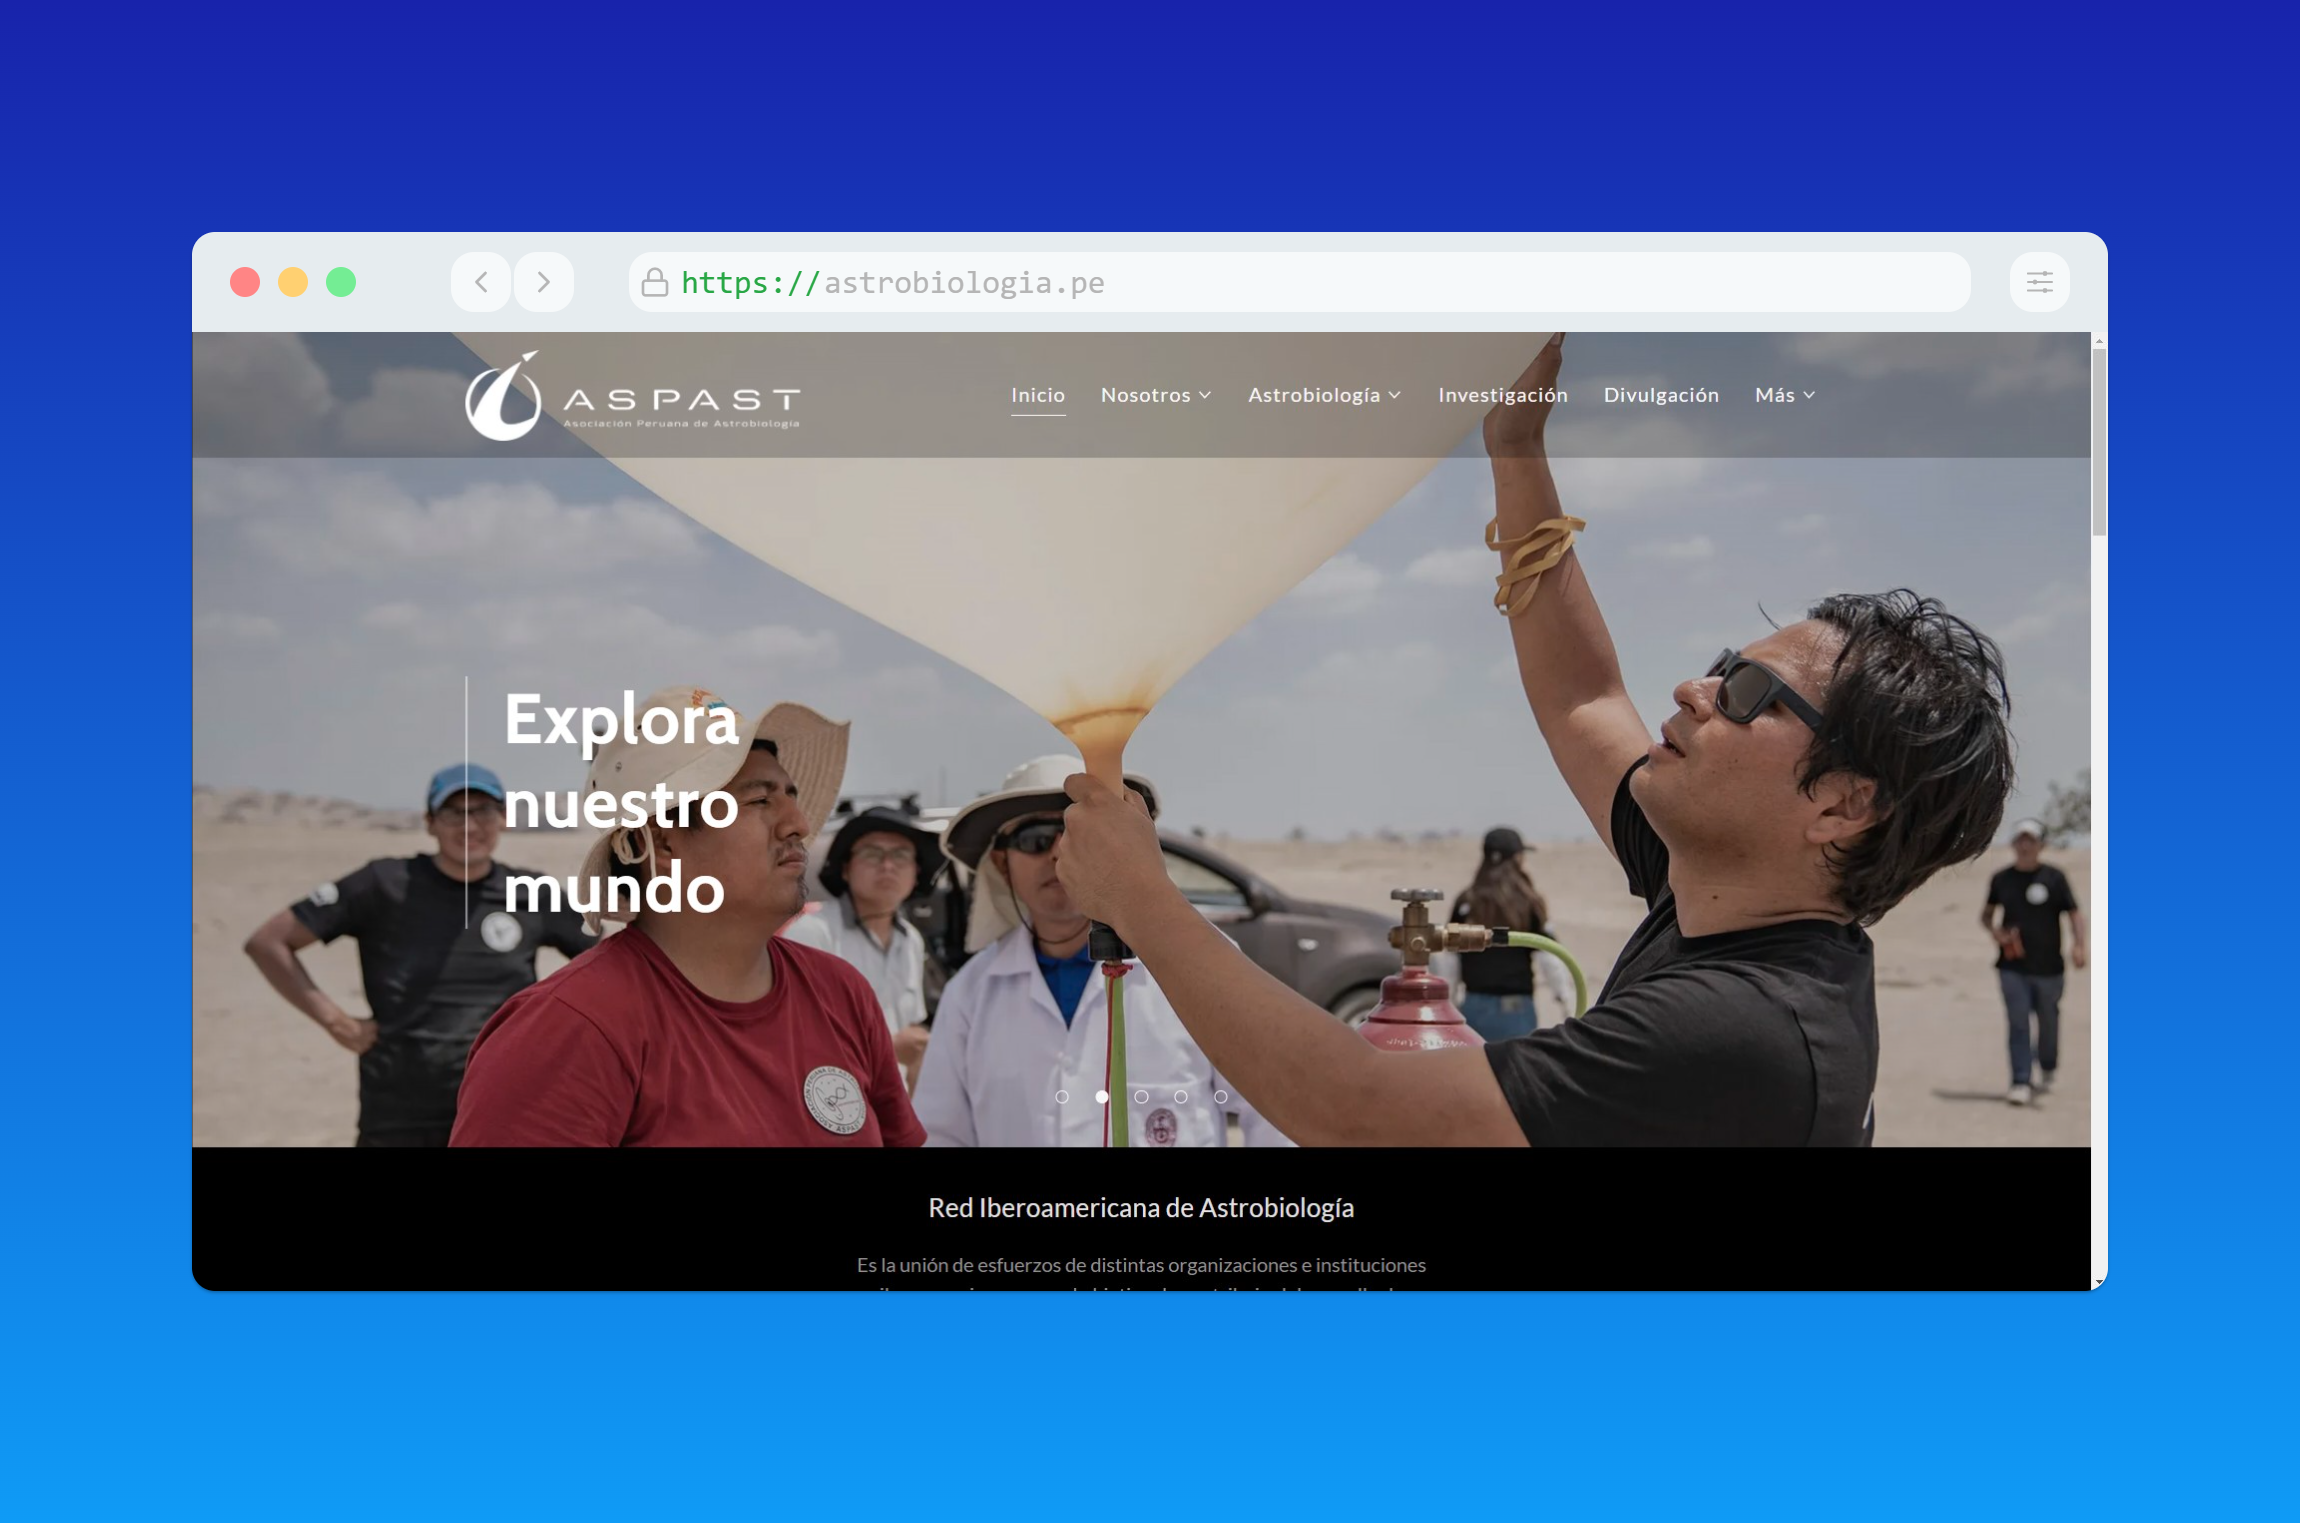 https://astrobiologia.pe
ASPAST
Asociación Peruana de Astrobiología
Inicio
Nosotros
Astrobiología
Investigación
Divulgación
Más
Explora
nuestro
mundo
Red Iberoamericana de Astrobiología
Es la unión de esfuerzos de distintas organizaciones e instituciones